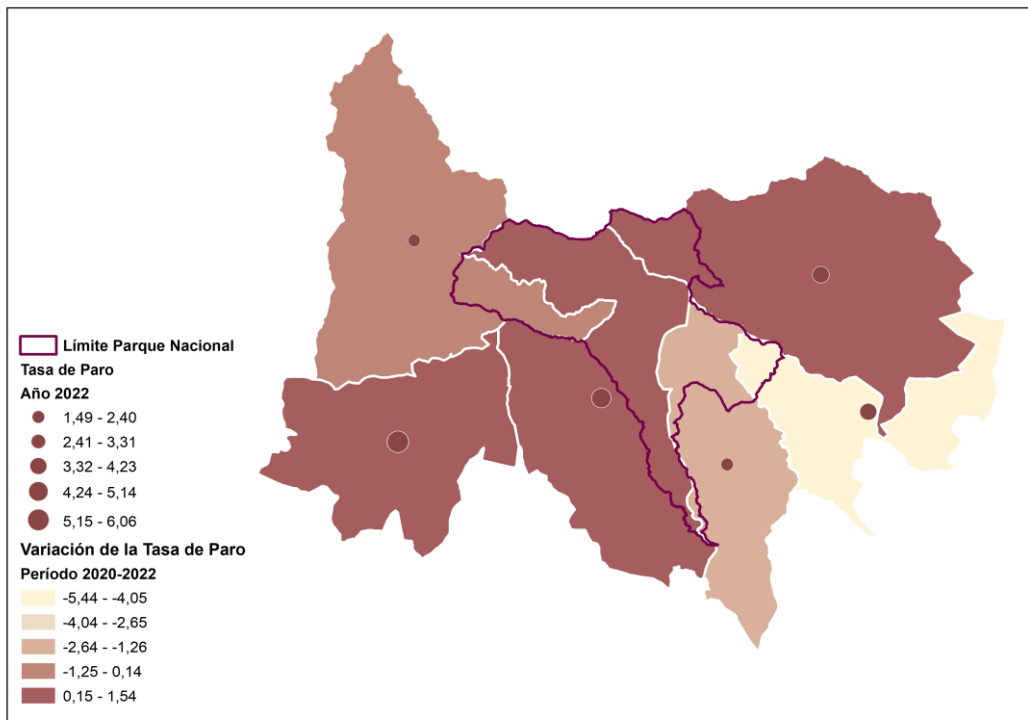 Límite Parque Nacional
Tasa de Paro
Año 2022
1,49 - 2,40
2,41 - 3,31
3,32 - 4,23
4,24 - 5,14
5,15 - 6,06
Variación de la Tasa de Paro
Período 2020-2022
-5,44 - -4,05
-4,04 - -2,65
-2,64 - -1,26
-1,25 - 0,14
0,15 - 1,54